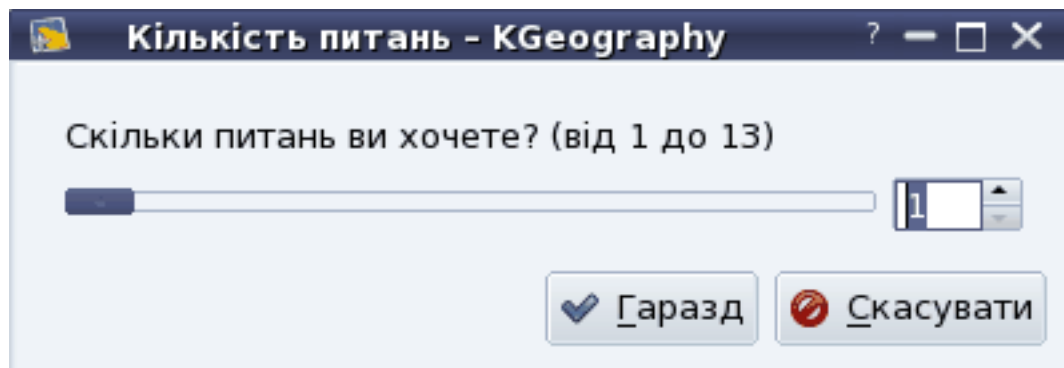 Кількість питань – KGeography
Скільки питань ви хочете? (від 1 до 13)
1
Гаразд Скасувати